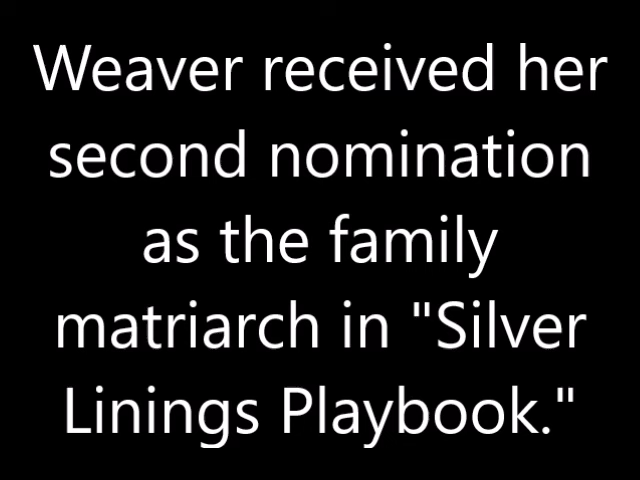 Weaver received her
second nomination
as the family
matriarch in "Silver
Linings Playbook."